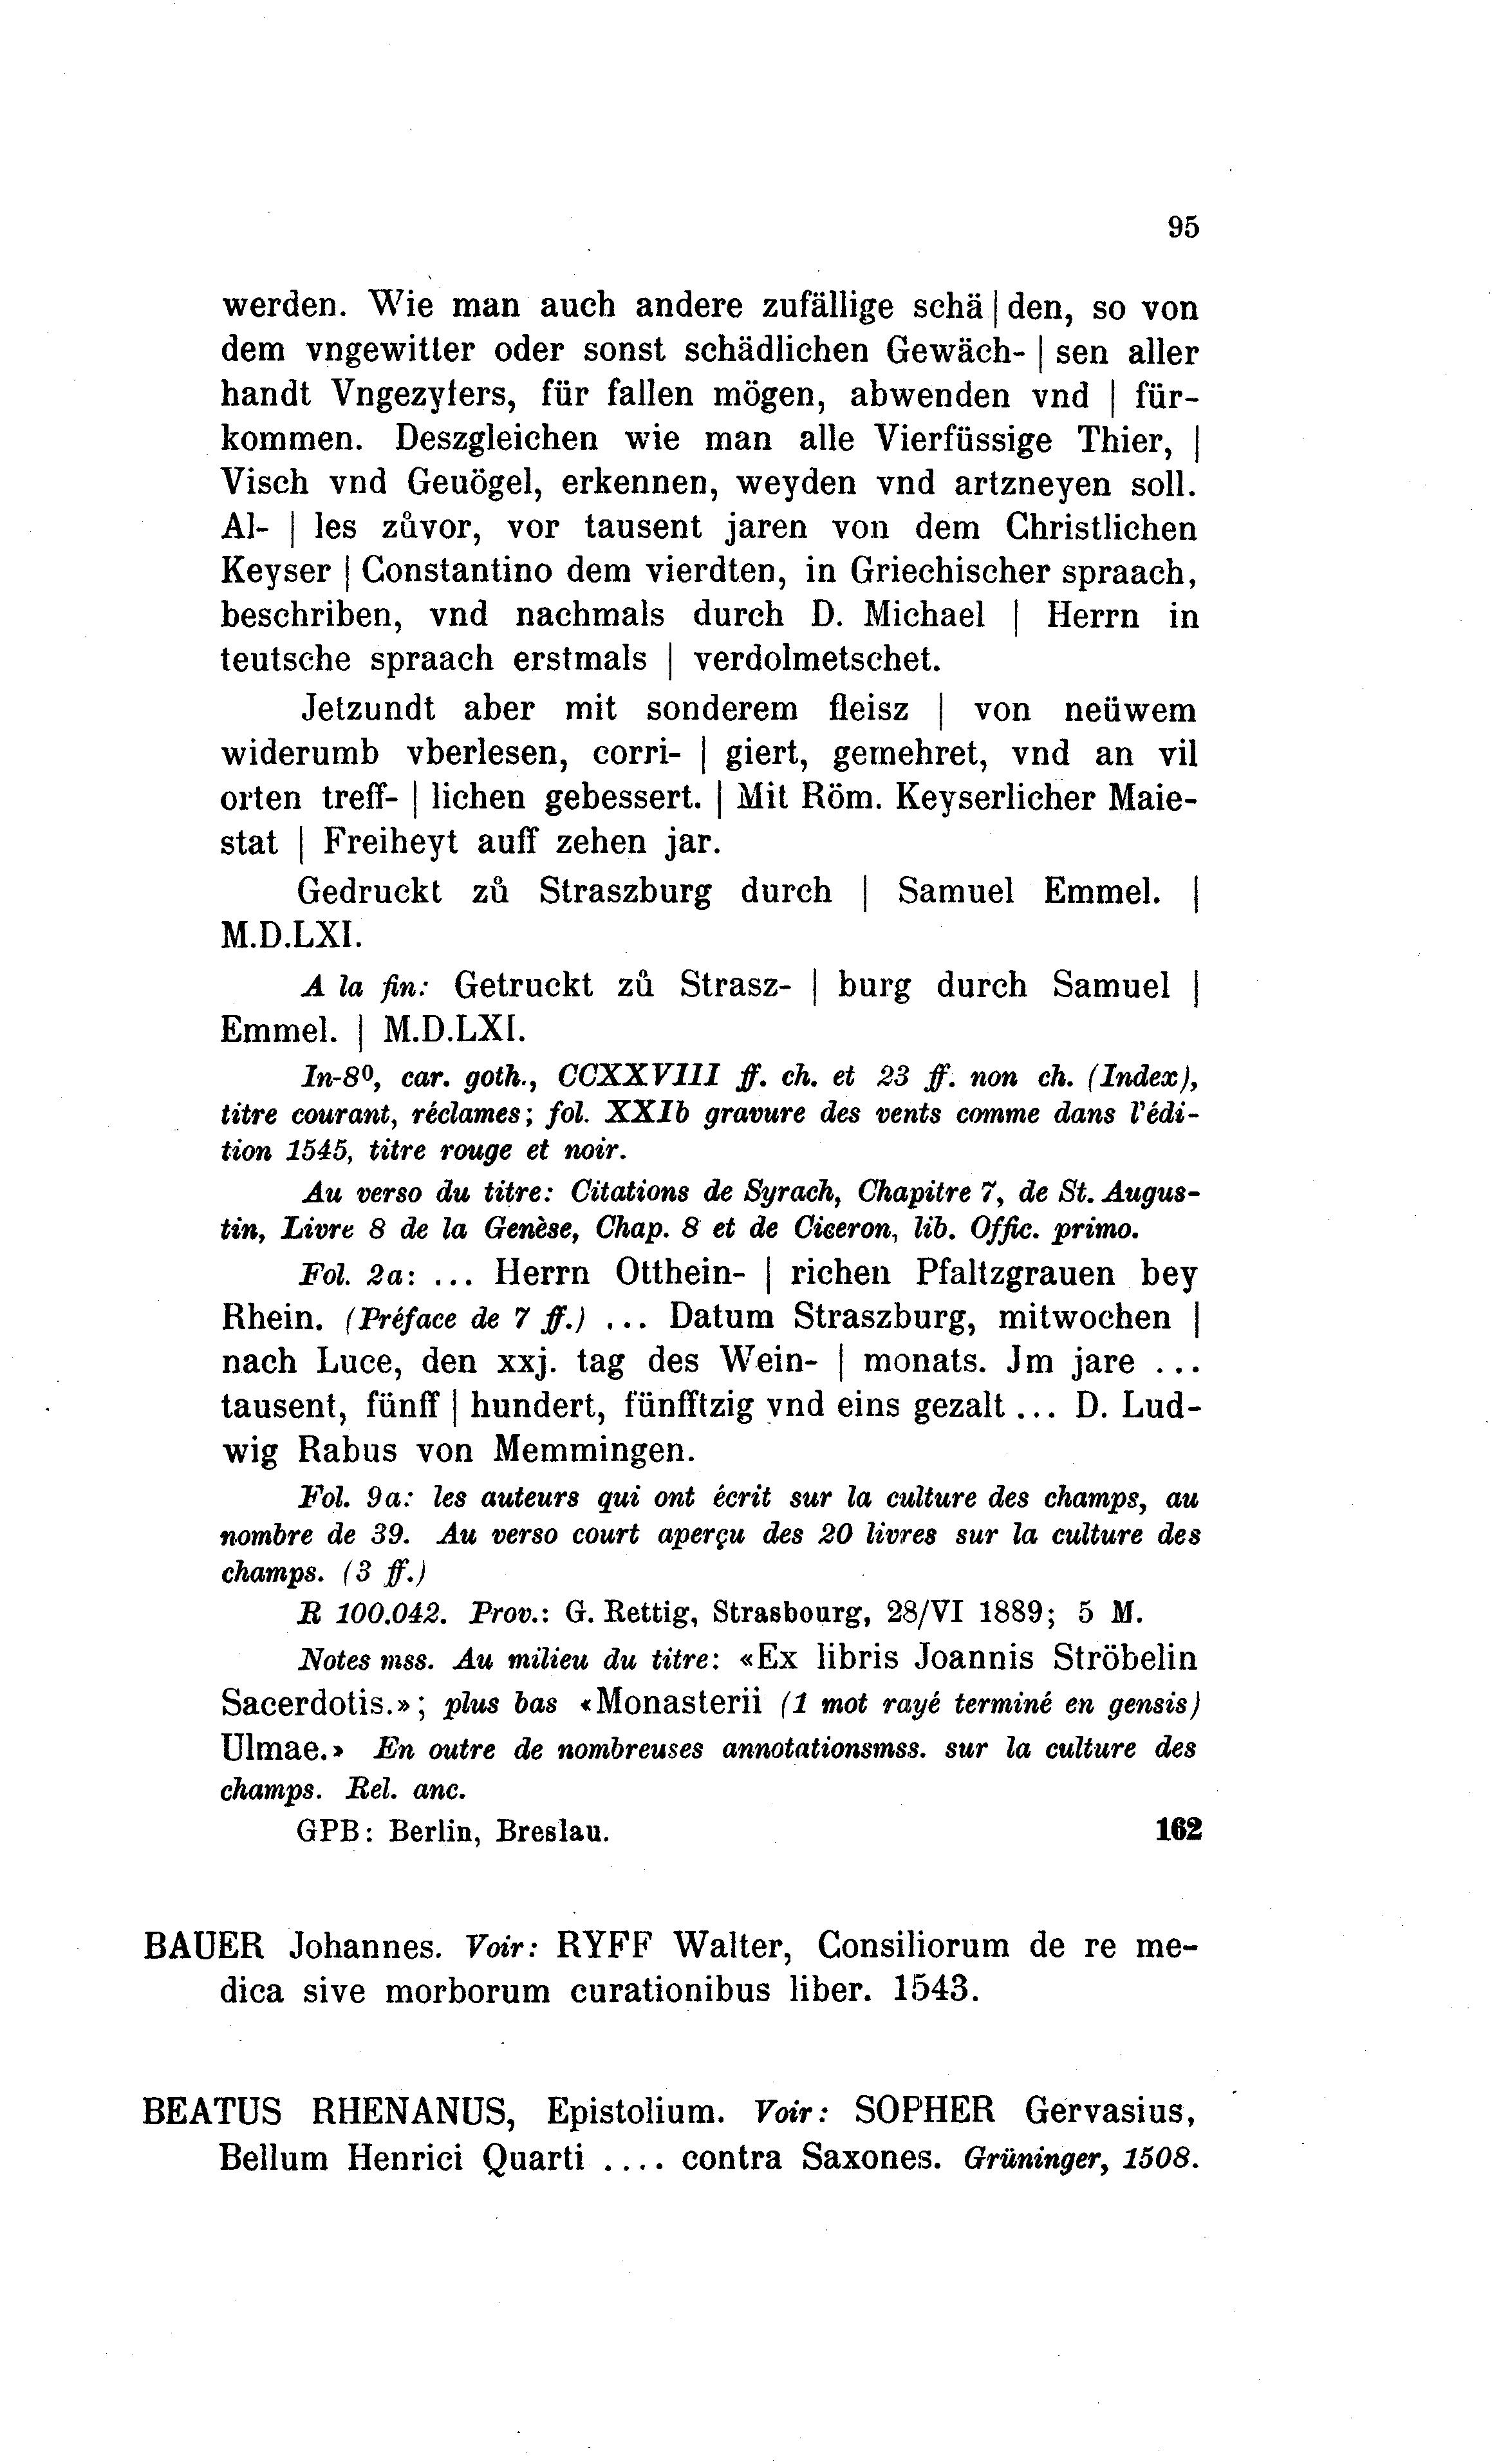 95
werden. Wie man auch andere zufällige schä | den, so von
dem vngewitter oder sonst schädlichen Gewäch- | sen aller
handt Vngezyfers, für fallen mögen, abwenden vnd | für-
kommen. Deszgleichen wie man alle Vierfüssige Thier, |
Visch vnd Geuögel, erkennen, weyden vnd artzneyen soll.
Al- | les zůvor, vor tausent jaren von dem Christlichen
Keyser | Constantino dem vierdten, in Griechischer spraach,
beschriben, vnd nachmals durch D. Michael | Herrn in
teutsche spraach erstmals | verdolmetschet.
Jetzundt aber mit sonderem fleisz | von neüwem
widerumb vberlesen, corri- | giert, gemehret, vnd an vil
orten treff- | lichen gebessert. | Mit Röm. Keyserlicher Maie-
stat | Freiheyt auff zehen jar.
Gedruckt zů Straszburg durch | Samuel Emmel. |
M.D.LXI.
A la fin: Getruckt zů Strasz- | burg durch Samuel |
Emmel. | M.D.LXI.
In-8⁰, car. goth., CCXXVIII ff. ch. et 23 ff. non ch. (Index),
titre courant, réclames; fol. XXIb gravure des vents comme dans l'édi-
tion 1545, titre rouge et noir.
Au verso du titre: Citations de Syrach, Chapitre 7, de St. Augus-
tin, Livre 8 de la Genèse, Chap. 8 et de Ciceron, lib. Offic. primo.
Fol. 2a: ... Herrn Otthein- | richen Pfaltzgrauen bey
Rhein. (Préface de 7 ff.) ... Datum Straszburg, mitwochen |
nach Luce, den xxj. tag des Wein- | monats. Jm jare ...
tausent, fünff | hundert, fünfftzig vnd eins gezalt ... D. Lud-
wig Rabus von Memmingen.
Fol. 9a: les auteurs qui ont écrit sur la culture des champs, au
nombre de 39. Au verso court aperçu des 20 livres sur la culture des
champs. (3 ff.)
R 100.042. Prov.: G. Rettig, Strasbourg, 28/VI 1889; 5 M.
Notes mss. Au milieu du titre: «Ex libris Joannis Ströbelin
Sacerdotis.»; plus bas «Monasterii (1 mot rayé terminé en gensis)
Ulmae.» En outre de nombreuses annotationsmss. sur la culture des
champs. Rel. anc.
GPB: Berlin, Breslau. 162
BAUER Johannes. Voir: RYFF Walter, Consiliorum de re me-
dica sive morborum curationibus liber. 1543.
BEATUS RHENANUS, Epistolium. Voir: SOPHER Gervasius,
Bellum Henrici Quarti .... contra Saxones. Grüninger, 1508.